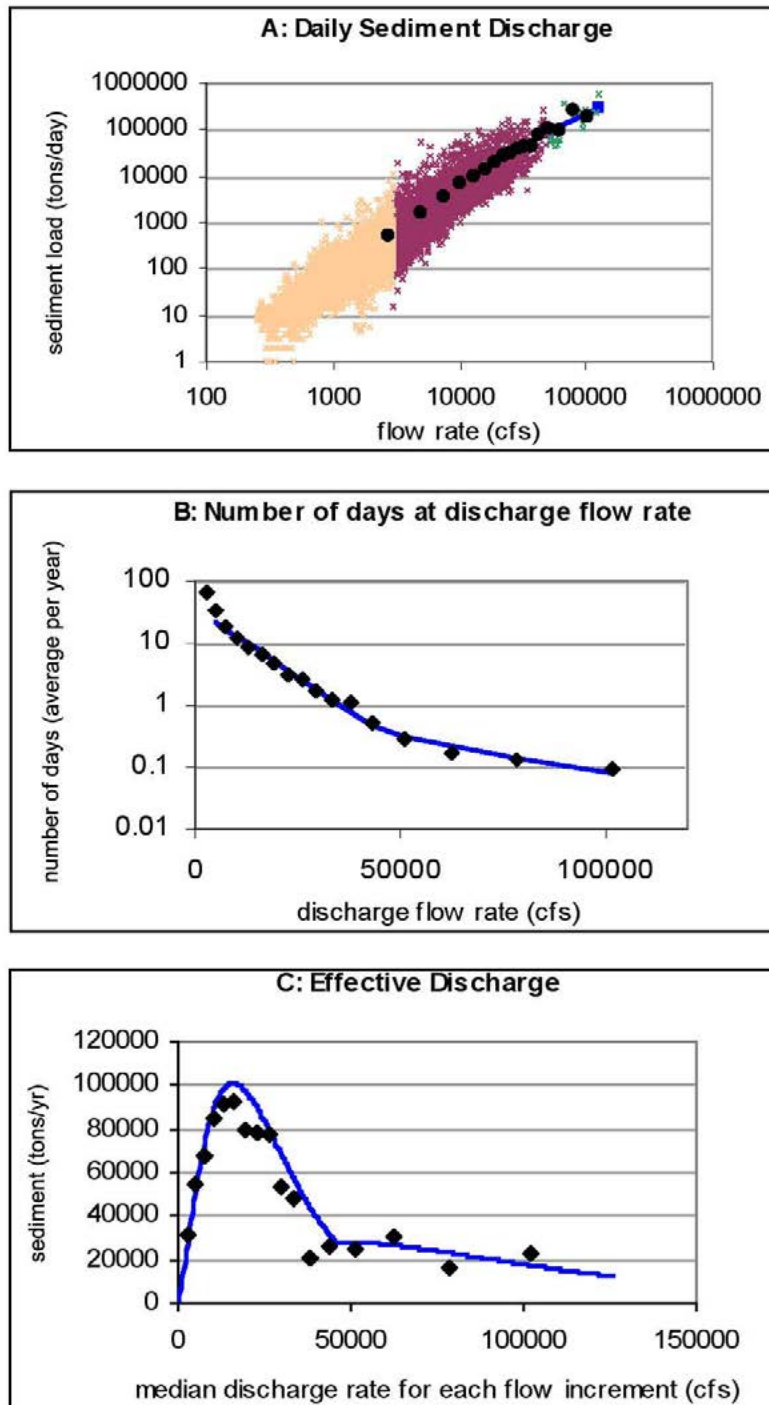 A: Daily Sediment Discharge
sediment load (tons/day)
1000000
100000
10000
1000
100
10
1
100 1000 10000 100000 1000000
flow rate (cfs)
B: Number of days at discharge flow rate
number of days (average per year)
100
10
1
0.1
0.01
0 50000 100000
discharge flow rate (cfs)
C: Effective Discharge
sediment (tons/yr)
120000
100000
80000
60000
40000
20000
0
0 50000 100000 150000
median discharge rate for each flow increment (cfs)